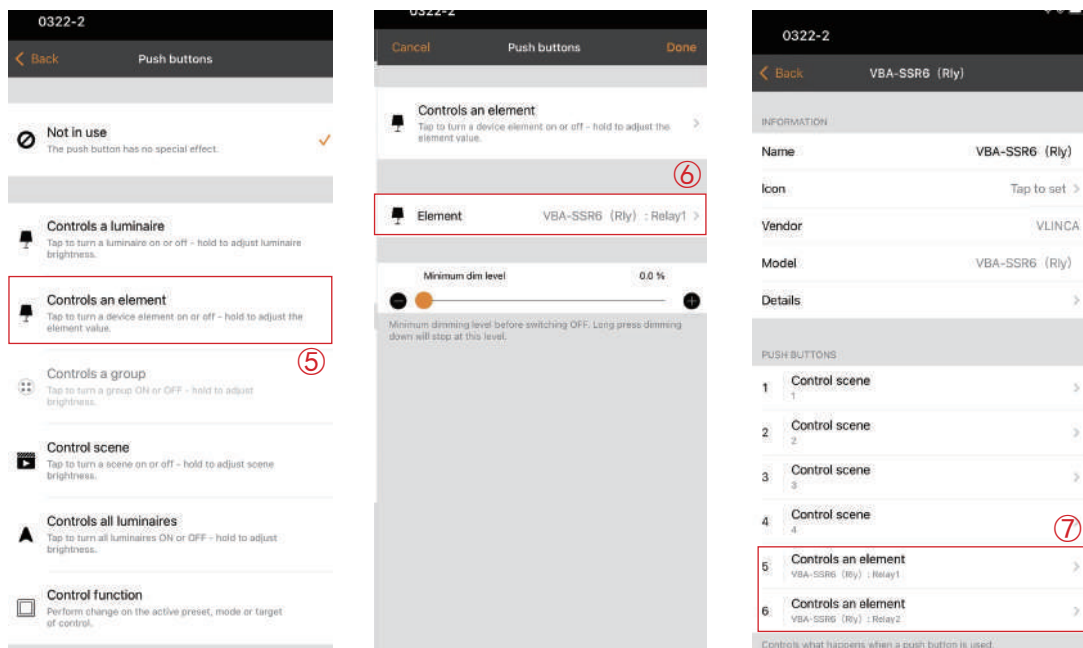 0322-2
Back
Push buttons
Not in use
The push button has no special effect.
Controls a luminaire
Tap to turn a luminaire on or off - hold to adjust luminaire
brightness.
Controls an element
Tap to turn a device element on or off - hold to adjust the
element value.
⑤
Controls a group
Tap to turn a group ON or OFF - hold to adjust
brightness.
Control scene
Tap to turn a scene on or off - hold to adjust scene
brightness.
Controls all luminaires
Tap to turn all luminaires ON or OFF - hold to adjust
brightness.
Control function
Perform change on the active preset, mode or target
of control.
0322-2
Cancel
Push buttons
Done
Controls an element
Tap to turn a device element on or off - hold to adjust the
element value.
⑥
Element
VBA-SSR6 (Rly) : Relay1
Minimum dim level
0.0 %
Minimum dimming level before switching OFF. Long press dimming
down will stop at this level.
0322-2
Back
VBA-SSR6 (Rly)
INFORMATION
Name
VBA-SSR6 (Rly)
Icon
Tap to set
Vendor
VLINCA
Model
VBA-SSR6 (Rly)
Details
PUSH BUTTONS
1
Control scene
1
2
Control scene
2
3
Control scene
3
4
Control scene
4
⑦
5
Controls an element
VBA-SSR6 (Rly) : Relay1
6
Controls an element
VBA-SSR6 (Rly) : Relay2
Controls what happens when a push button is used.